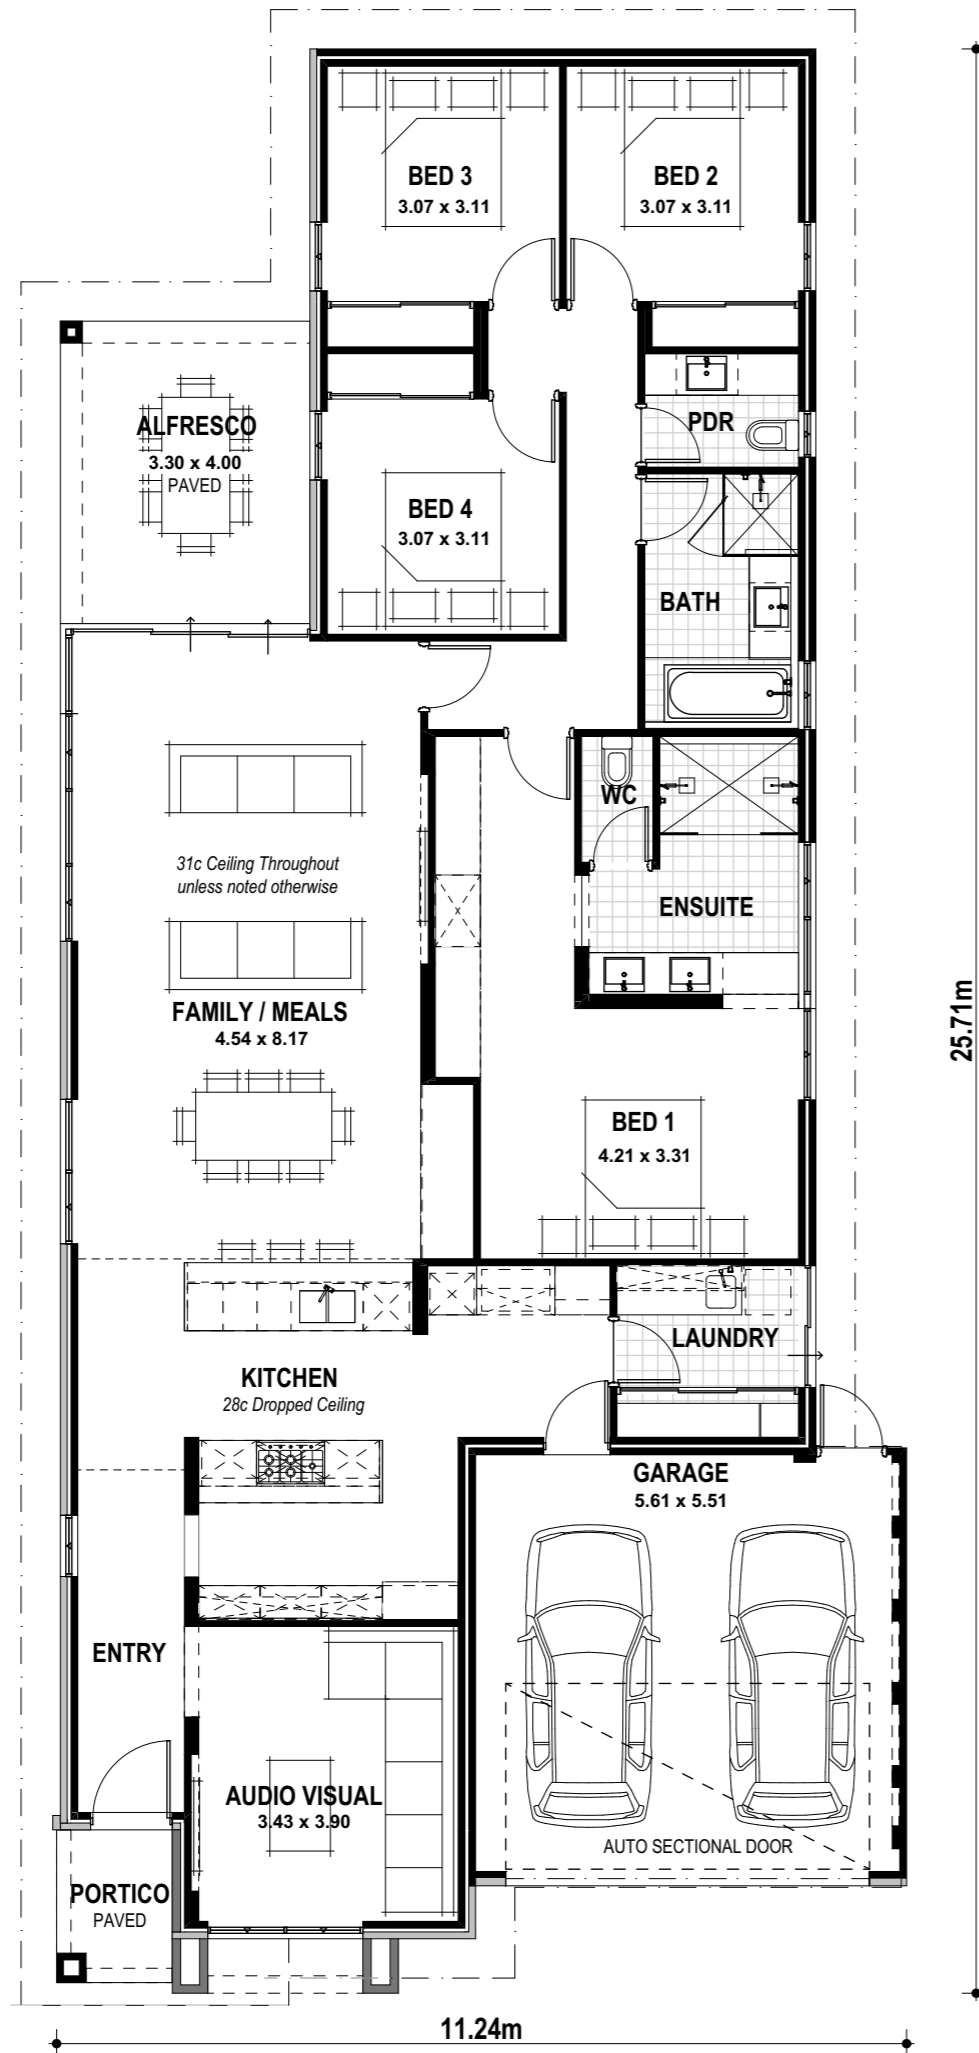 BED 3
3.07 x 3.11
BED 2
3.07 x 3.11
ALFRESCO
3.30 x 4.00
PAVED
PDR
BED 4
3.07 x 3.11
BATH
WC
31c Ceiling Throughout
unless noted otherwise
ENSUITE
FAMILY / MEALS
4.54 x 8.17
25.71m
BED 1
4.21 x 3.31
LAUNDRY
KITCHEN
28c Dropped Ceiling
GARAGE
5.61 x 5.51
ENTRY
AUDIO VISUAL
3.43 x 3.90
AUTO SECTIONAL DOOR
PORTICO
PAVED
11.24m